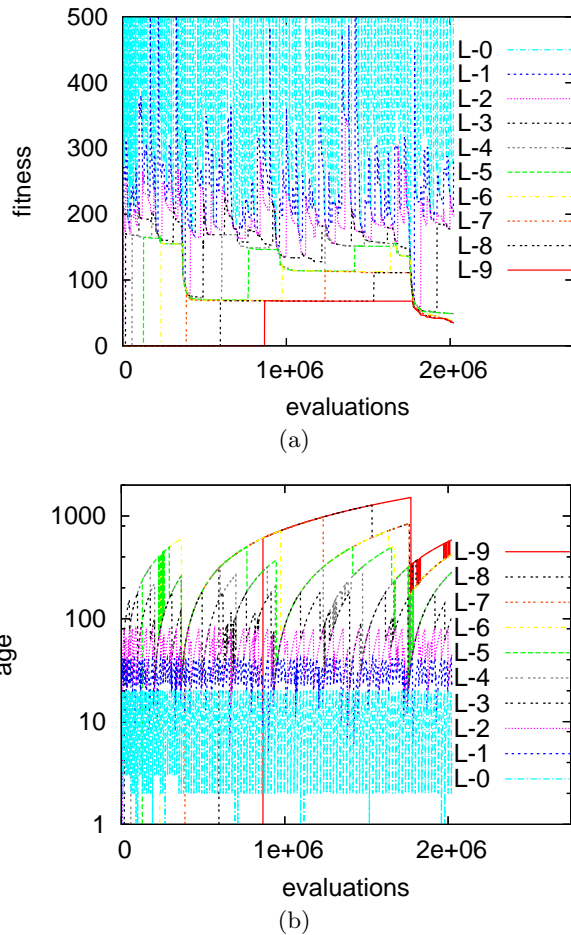 500
400
300
200
100
0
fitness
0
1e+06
2e+06
evaluations
L-0
L-1
L-2
L-3
L-4
L-5
L-6
L-7
L-8
L-9
(a)
1000
100
10
1
age
0
1e+06
2e+06
evaluations
L-9
L-8
L-7
L-6
L-5
L-4
L-3
L-2
L-1
L-0
(b)